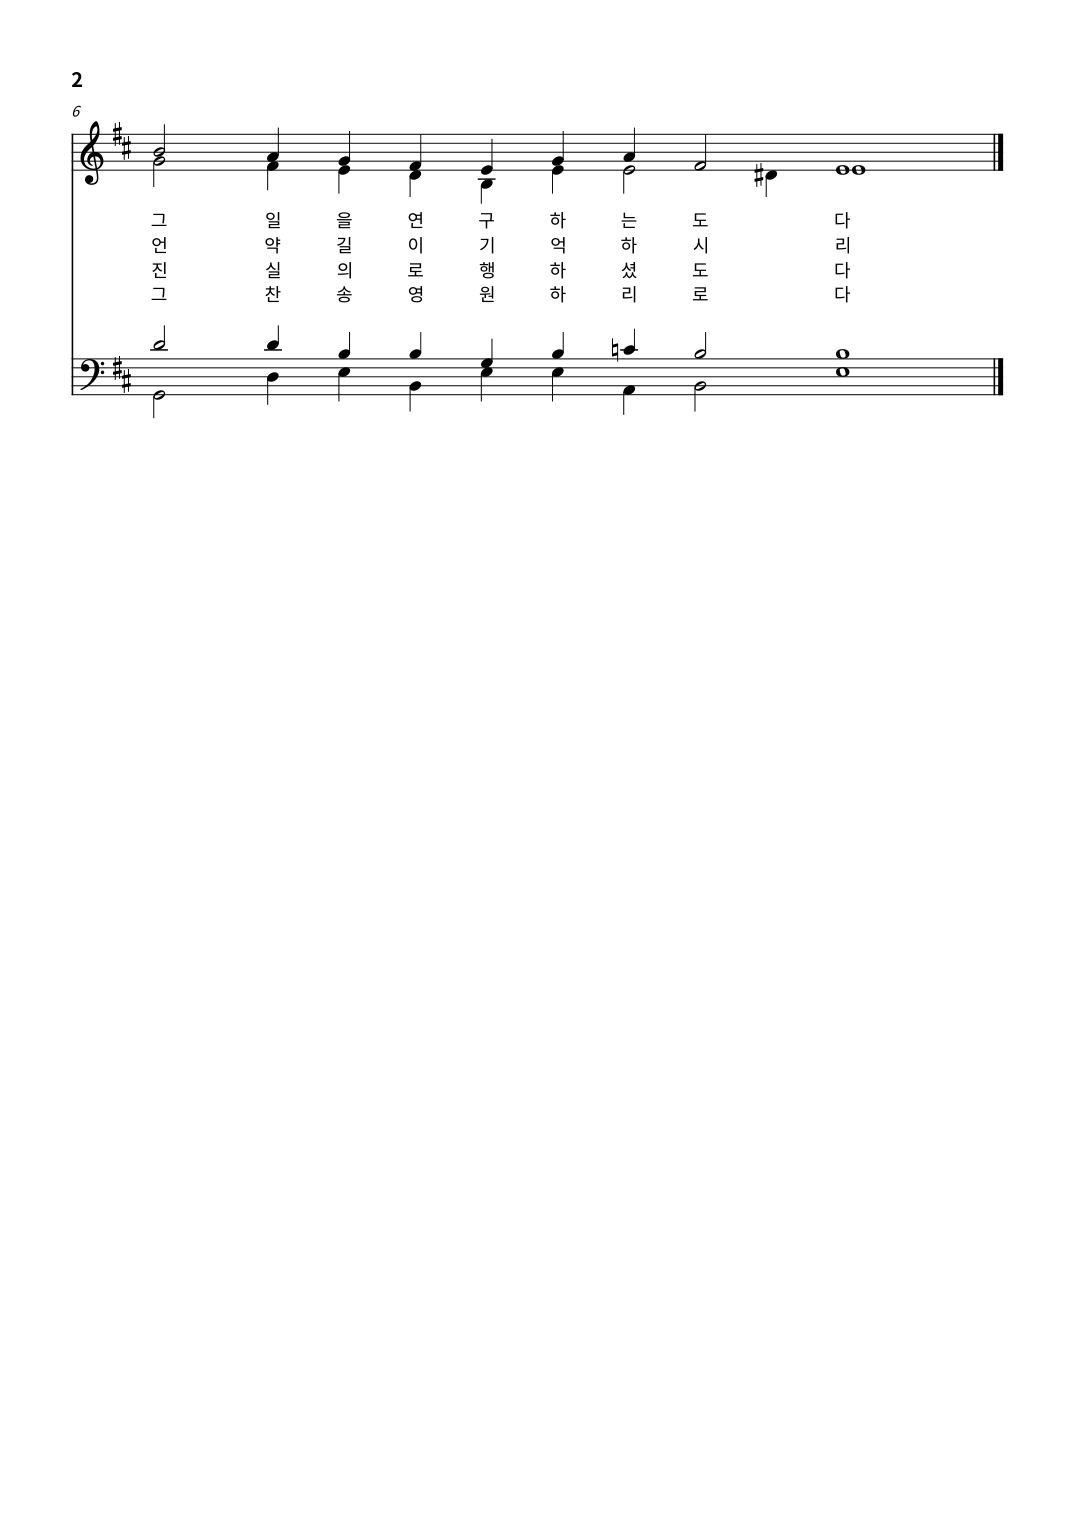 2
6
그 일 을 연 구 하 는 도 다
언 약 길 이 기 억 하 시 리
진 실 의 로 행 하 셨 도 다
그 찬 송 영 원 하 리 로 다